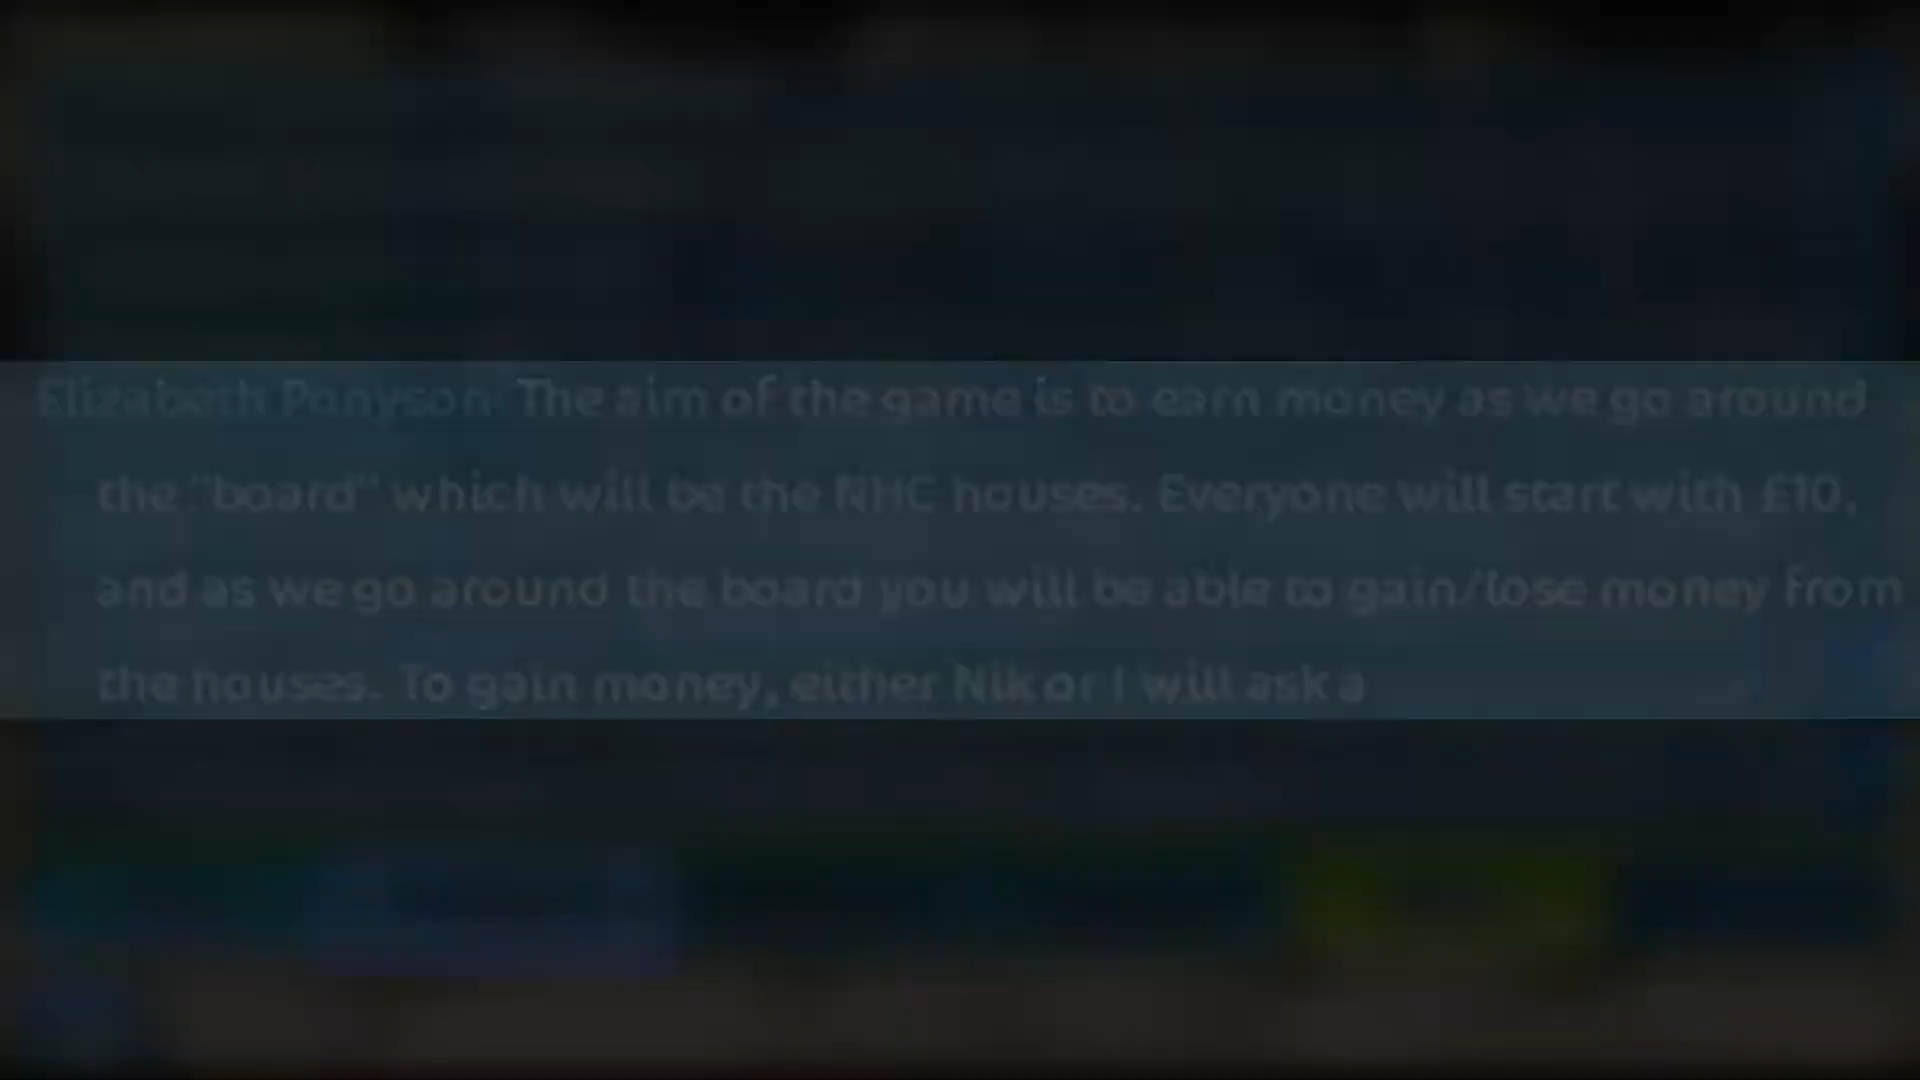 Elizabeth Ponyson The aim of the game is to earn money as we go around
the "board" which will be the NHC houses. Everyone will start with £10,
and as we go around the board you will be able to gain/lose money from
the houses. To gain money, either Nik or I will ask a